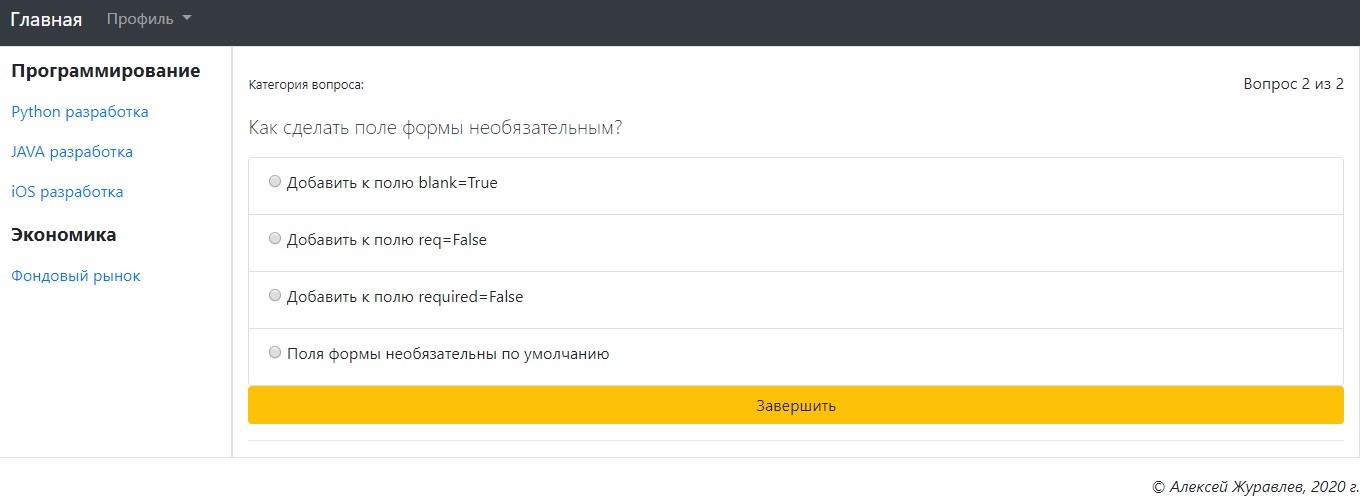 Главная Профиль
Программирование
Python разработка
JAVA разработка
iOS разработка
Экономика
Фондовый рынок
Категория вопроса:
Вопрос 2 из 2
Как сделать поле формы необязательным?
Добавить к полю blank=True
Добавить к полю req=False
Добавить к полю required=False
Поля формы необязательны по умолчанию
Завершить
© Алексей Журавлев, 2020 г.